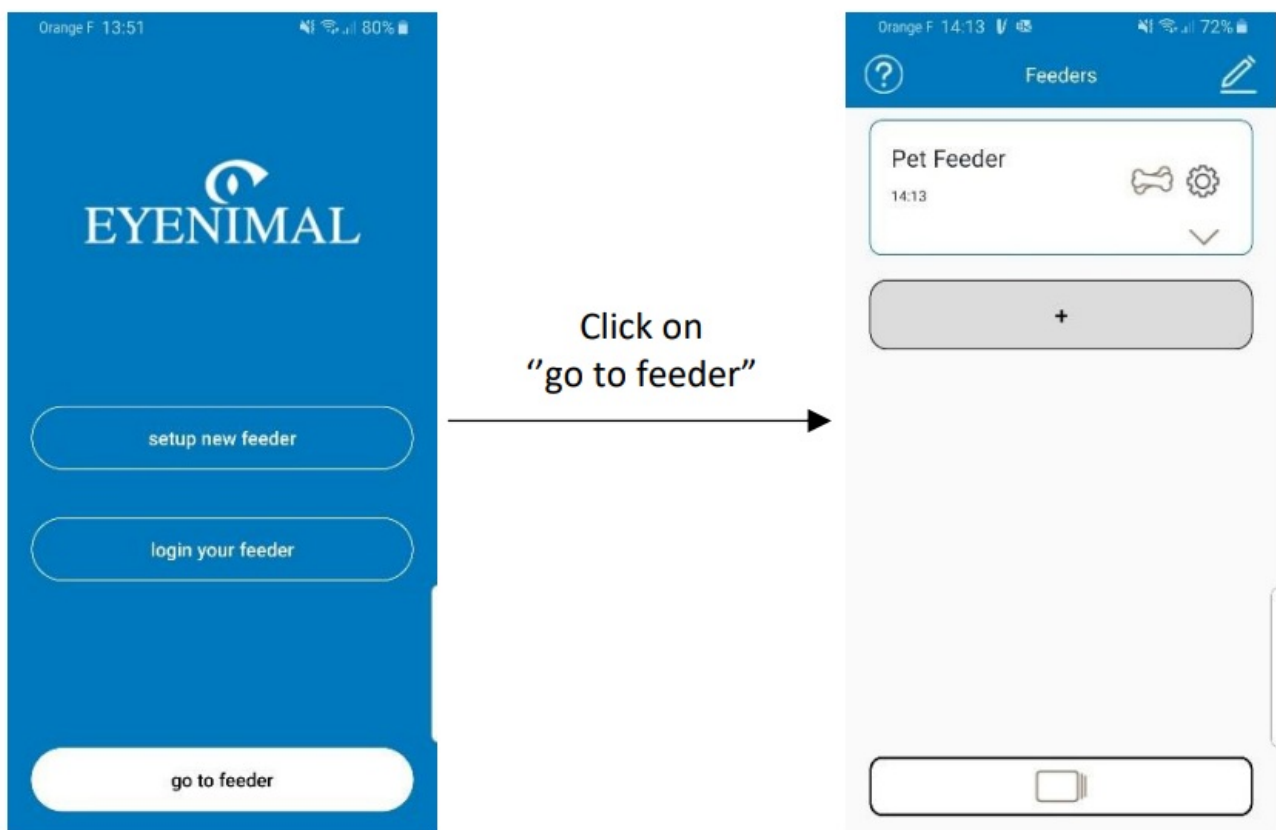 Orange F 13:51 80%
EYENIMAL
setup new feeder
login your feeder
go to feeder
Click on
‘’go to feeder”
Orange F 14:13 72%
Feeders
Pet Feeder
14:13
+